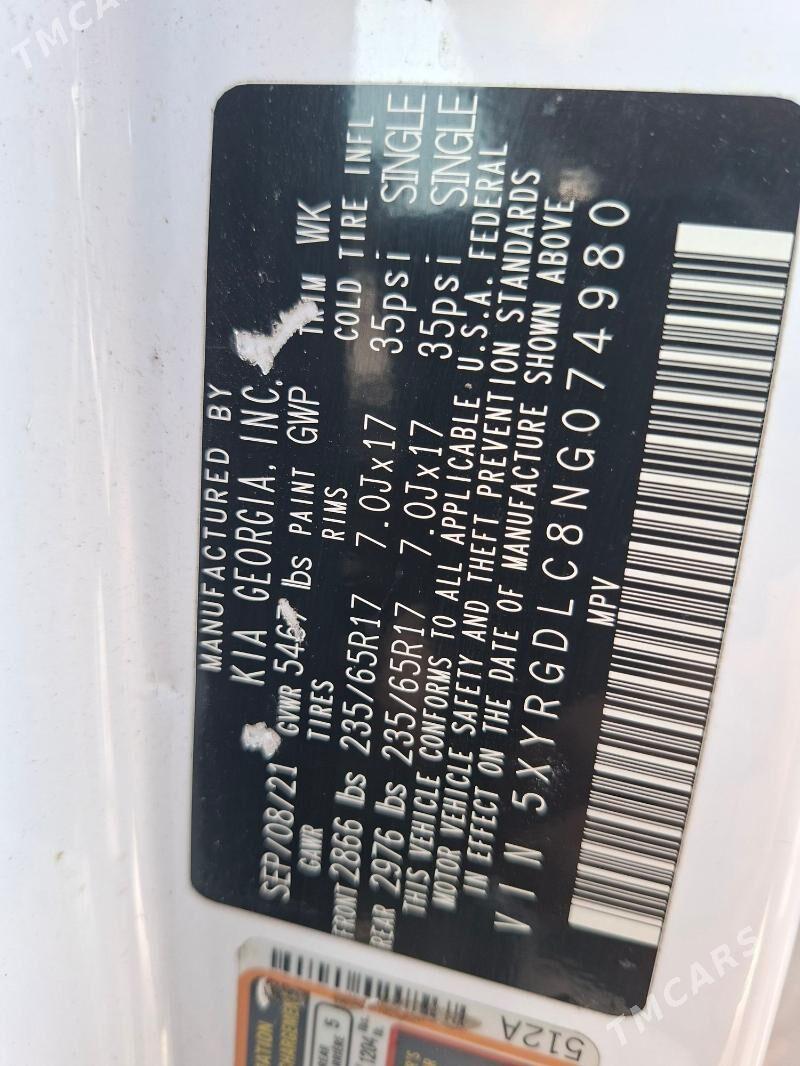 TMCARS
MANUFACTURED BY
KIA GEORGIA, INC.
SEP/08/21 GVWR 5467 lbs PAINT GWP TRIM WK
GAWR TIRES RIMS COLD TIRE INFL
FRONT 2866 lbs 235/65R17 7.0Jx17 35psi SINGLE
REAR 2976 lbs 235/65R17 7.0Jx17 35psi SINGLE
THIS VEHICLE CONFORMS TO ALL APPLICABLE U.S.A. FEDERAL
MOTOR VEHICLE SAFETY AND THEFT PREVENTION STANDARDS
IN EFFECT ON THE DATE OF MANUFACTURE SHOWN ABOVE
VIN 5XYRGDLC8NG074980
MPV
512A
5
1204
TMCARS